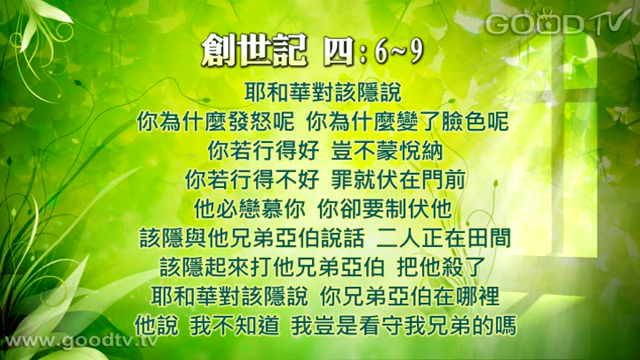 GOOD TV
創世記 四：6~9
耶和華對該隱說
你為什麼發怒呢 你為什麼變了臉色呢
你若行得好 豈不蒙悅納
你若行得不好 罪就伏在門前
他必戀慕你 你卻要制伏他
該隱與他兄弟亞伯說話 二人正在田間
該隱起來打他兄弟亞伯 把他殺了
耶和華對該隱說 你兄弟亞伯在哪裡
他說 我不知道 我豈是看守我兄弟的嗎
www.goodtv.tv